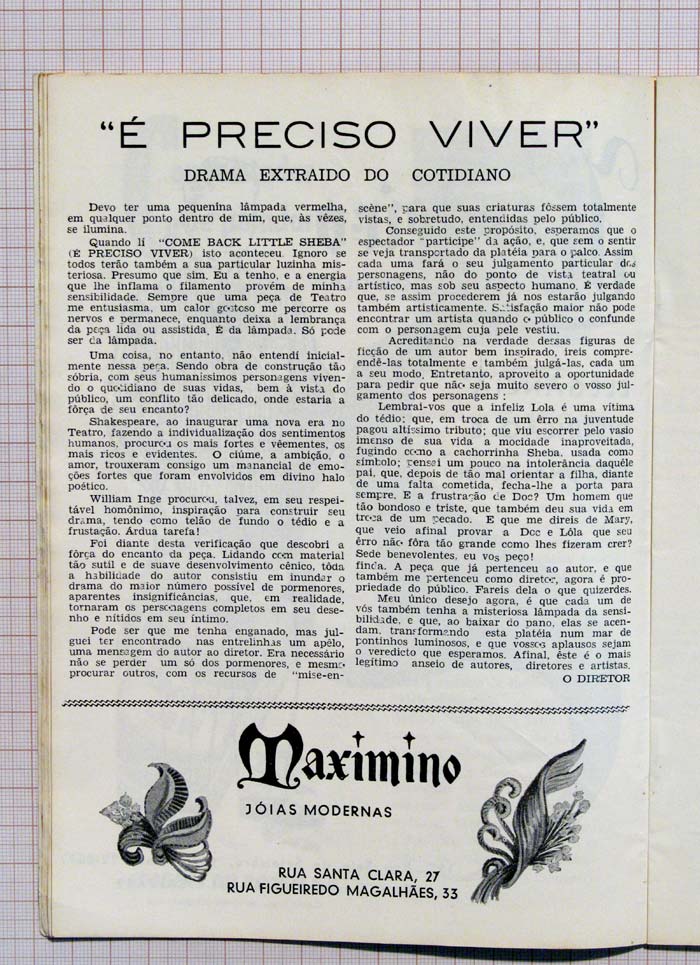 "É PRECISO VIVER"
DRAMA EXTRAIDO DO COTIDIANO
Devo ter uma pequenina lâmpada vermelha,
em qualquer ponto dentro de mim, que, às vêzes,
se ilumina.
Quando lí "COME BACK LITTLE SHEBA"
(É PRECISO VIVER) isto aconteceu. Ignoro se
todos terão também a sua particular luzinha mis-
teriosa. Presumo que sim. Eu a tenho, e a energia
que lhe inflama o filamento provém de minha
sensibilidade. Sempre que uma peça de Teatro
me entusiasma, um calor gostoso me percorre os
nervos e permanece, enquanto deixa a lembrança
da peça lida ou assistida. É da lâmpada. Só pode
ser da lâmpada.
Uma coisa, no entanto, não entendí inicial-
mente nessa peça. Sendo obra de construção tão
sóbria, com seus humaníssimos personagens viven-
do o quotidiano de suas vidas, bem à vista do
público, um conflito tão delicado, onde estaria a
fôrça de seu encanto?
Shakespeare, ao inaugurar uma nova era no
Teatro, fazendo a individualização dos sentimentos
humanos, procurou os mais fortes e vêementes, os
mais ricos e evidentes. O ciúme, a ambição, o
amor, trouxeram consigo um manancial de emo-
ções fortes que foram envolvidos em divino halo
poético.
William Inge procurou, talvez, em seu respei-
tável homônimo, inspiração para construir seu
drama, tendo como telão de fundo o tédio e a
frustação. Árdua tarefa!
Foi diante desta verificação que descobri a
fôrça do encanto da peça. Lidando com material
tão sutil e de suave desenvolvimento cênico, tôda
a habilidade do autor consistiu em inundar o
drama do maior número possível de pormenores,
aparentes insignificâncias, que, em realidade,
tornaram os personagens completos em seu dese-
nho e nítidos em seu íntimo.
Pode ser que me tenha enganado, mas jul-
guei ter encontrado nas entrelinhas um apêlo,
uma mensagem do autor ao diretor. Era necessário
não se perder um só dos pormenores, e mesmo
procurar outros, com os recursos de "mise-en-
scène", para que suas criaturas fôssem totalmente
vistas, e sobretudo, entendidas pelo público.
Conseguido este propósito, esperamos que o
espectador "participe" da ação, e, que sem o sentir
se veja transportado da platéia para o palco. Assim
cada uma fará o seu julgamento particular dos
personagens, não do ponto de vista teatral ou
artístico, mas sob seu aspecto humano. É verdade
que, se assim procederem já nos estarão julgando
também artisticamente. Satisfação maior não pode
encontrar um artista quando o público o confunde
com o personagem cuja pele vestiu.
Acreditando na verdade dessas figuras de
ficção de um autor bem inspirado, ireis compre-
endê-las totalmente e também julgá-las, cada um
a seu modo. Entretanto, aproveito a oportunidade
para pedir que não seja muito severo o vosso jul-
gamento dos personagens :
Lembrai-vos que a infeliz Lola é uma vítima
do tédio; que, em troca de um êrro na juventude
pagou altíssimo tributo; que viu escorrer pelo vasio
imenso de sua vida a mocidade inaproveitada,
fugindo como a cachorrinha Sheba, usada como
símbolo; pensei um pouco na intolerância daquêle
pai, que, depois de tão mal orientar a filha, diante
de uma falta cometida, fecha-lhe a porta para
sempre. E a frustração de Doc? Um homem que
tão bondoso e triste, que também deu sua vida em
troca de um pecado. E que me direis de Mary,
que veio afinal provar a Doc e Lóla que seu
êrro não fôra tão grande como lhes fizeram crer?
Sede benevolentes, eu vos peço!
finda. A peça que já pertenceu ao autor, e que
também me pertenceu como diretor, agora é pro-
priedade do público. Fareis dela o que quizerdes.
Meu único desejo agora, é que cada um de
vós também tenha a misteriosa lâmpada da sensi-
bilidade, e que, ao baixar do pano, elas se acen-
dam, transformando esta platéia num mar de
pontinhos luminosos, e que vossos aplausos sejam
o veredicto que esperamos. Afinal, êste é o mais
legítimo anseio de autores, diretores e artistas.
O DIRETOR
Maximino
JÓIAS MODERNAS
RUA SANTA CLARA, 27
RUA FIGUEIREDO MAGALHÃES, 33